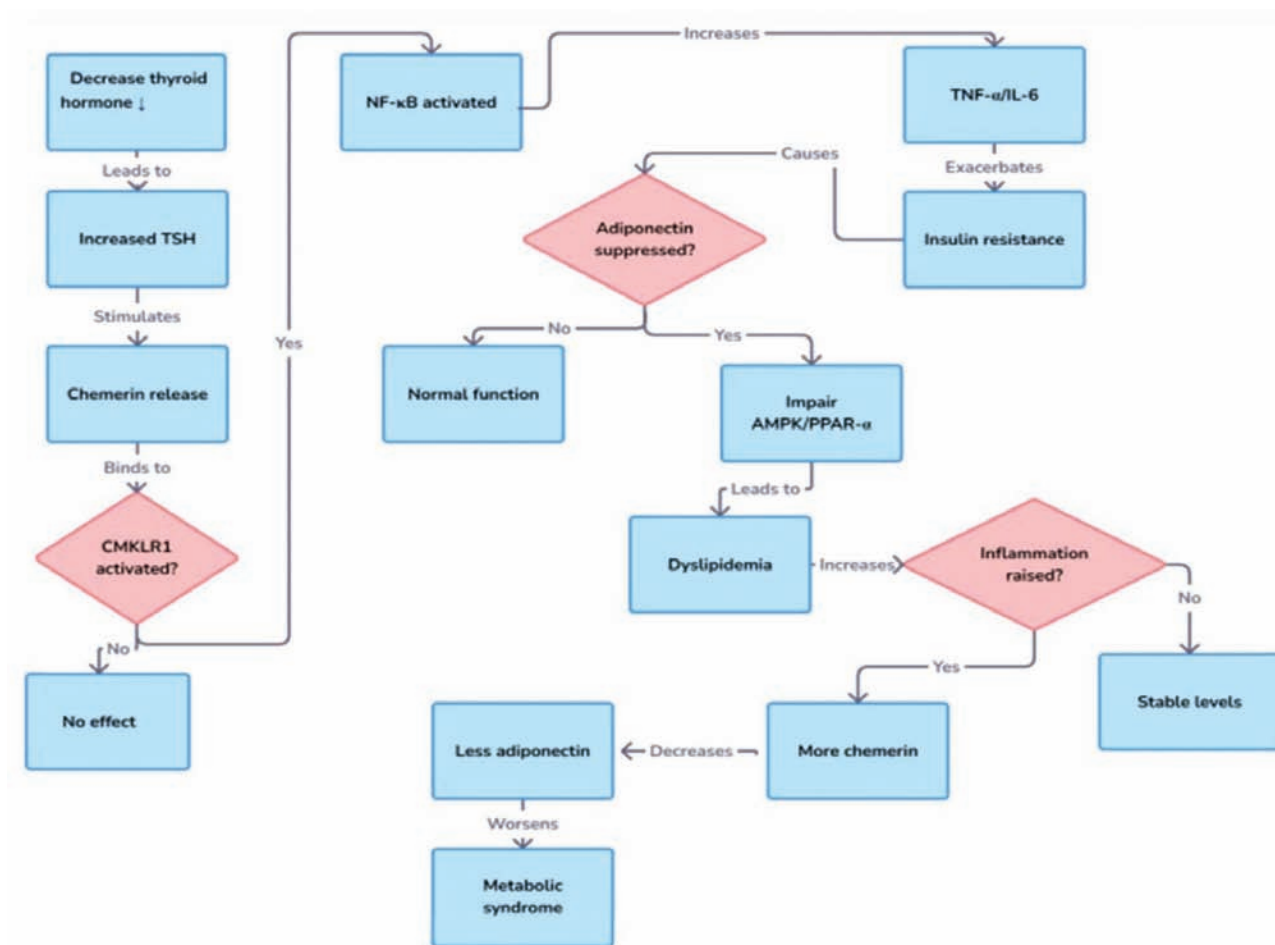 Decrease thyroid
hormone ↓
Leads to
Increased TSH
Stimulates
Chemerin release
Binds to
CMKLR1
activated?
No
No effect
Yes
NF-κB activated
Increases
TNF-α/IL-6
Exacerbates
Insulin resistance
Causes
Adiponectin
suppressed?
No
Normal function
Yes
Impair
AMPK/PPAR-α
Leads to
Dyslipidemia
Increases
Inflammation
raised?
No
Stable levels
Yes
More chemerin
Decreases
Less adiponectin
Worsens
Metabolic
syndrome